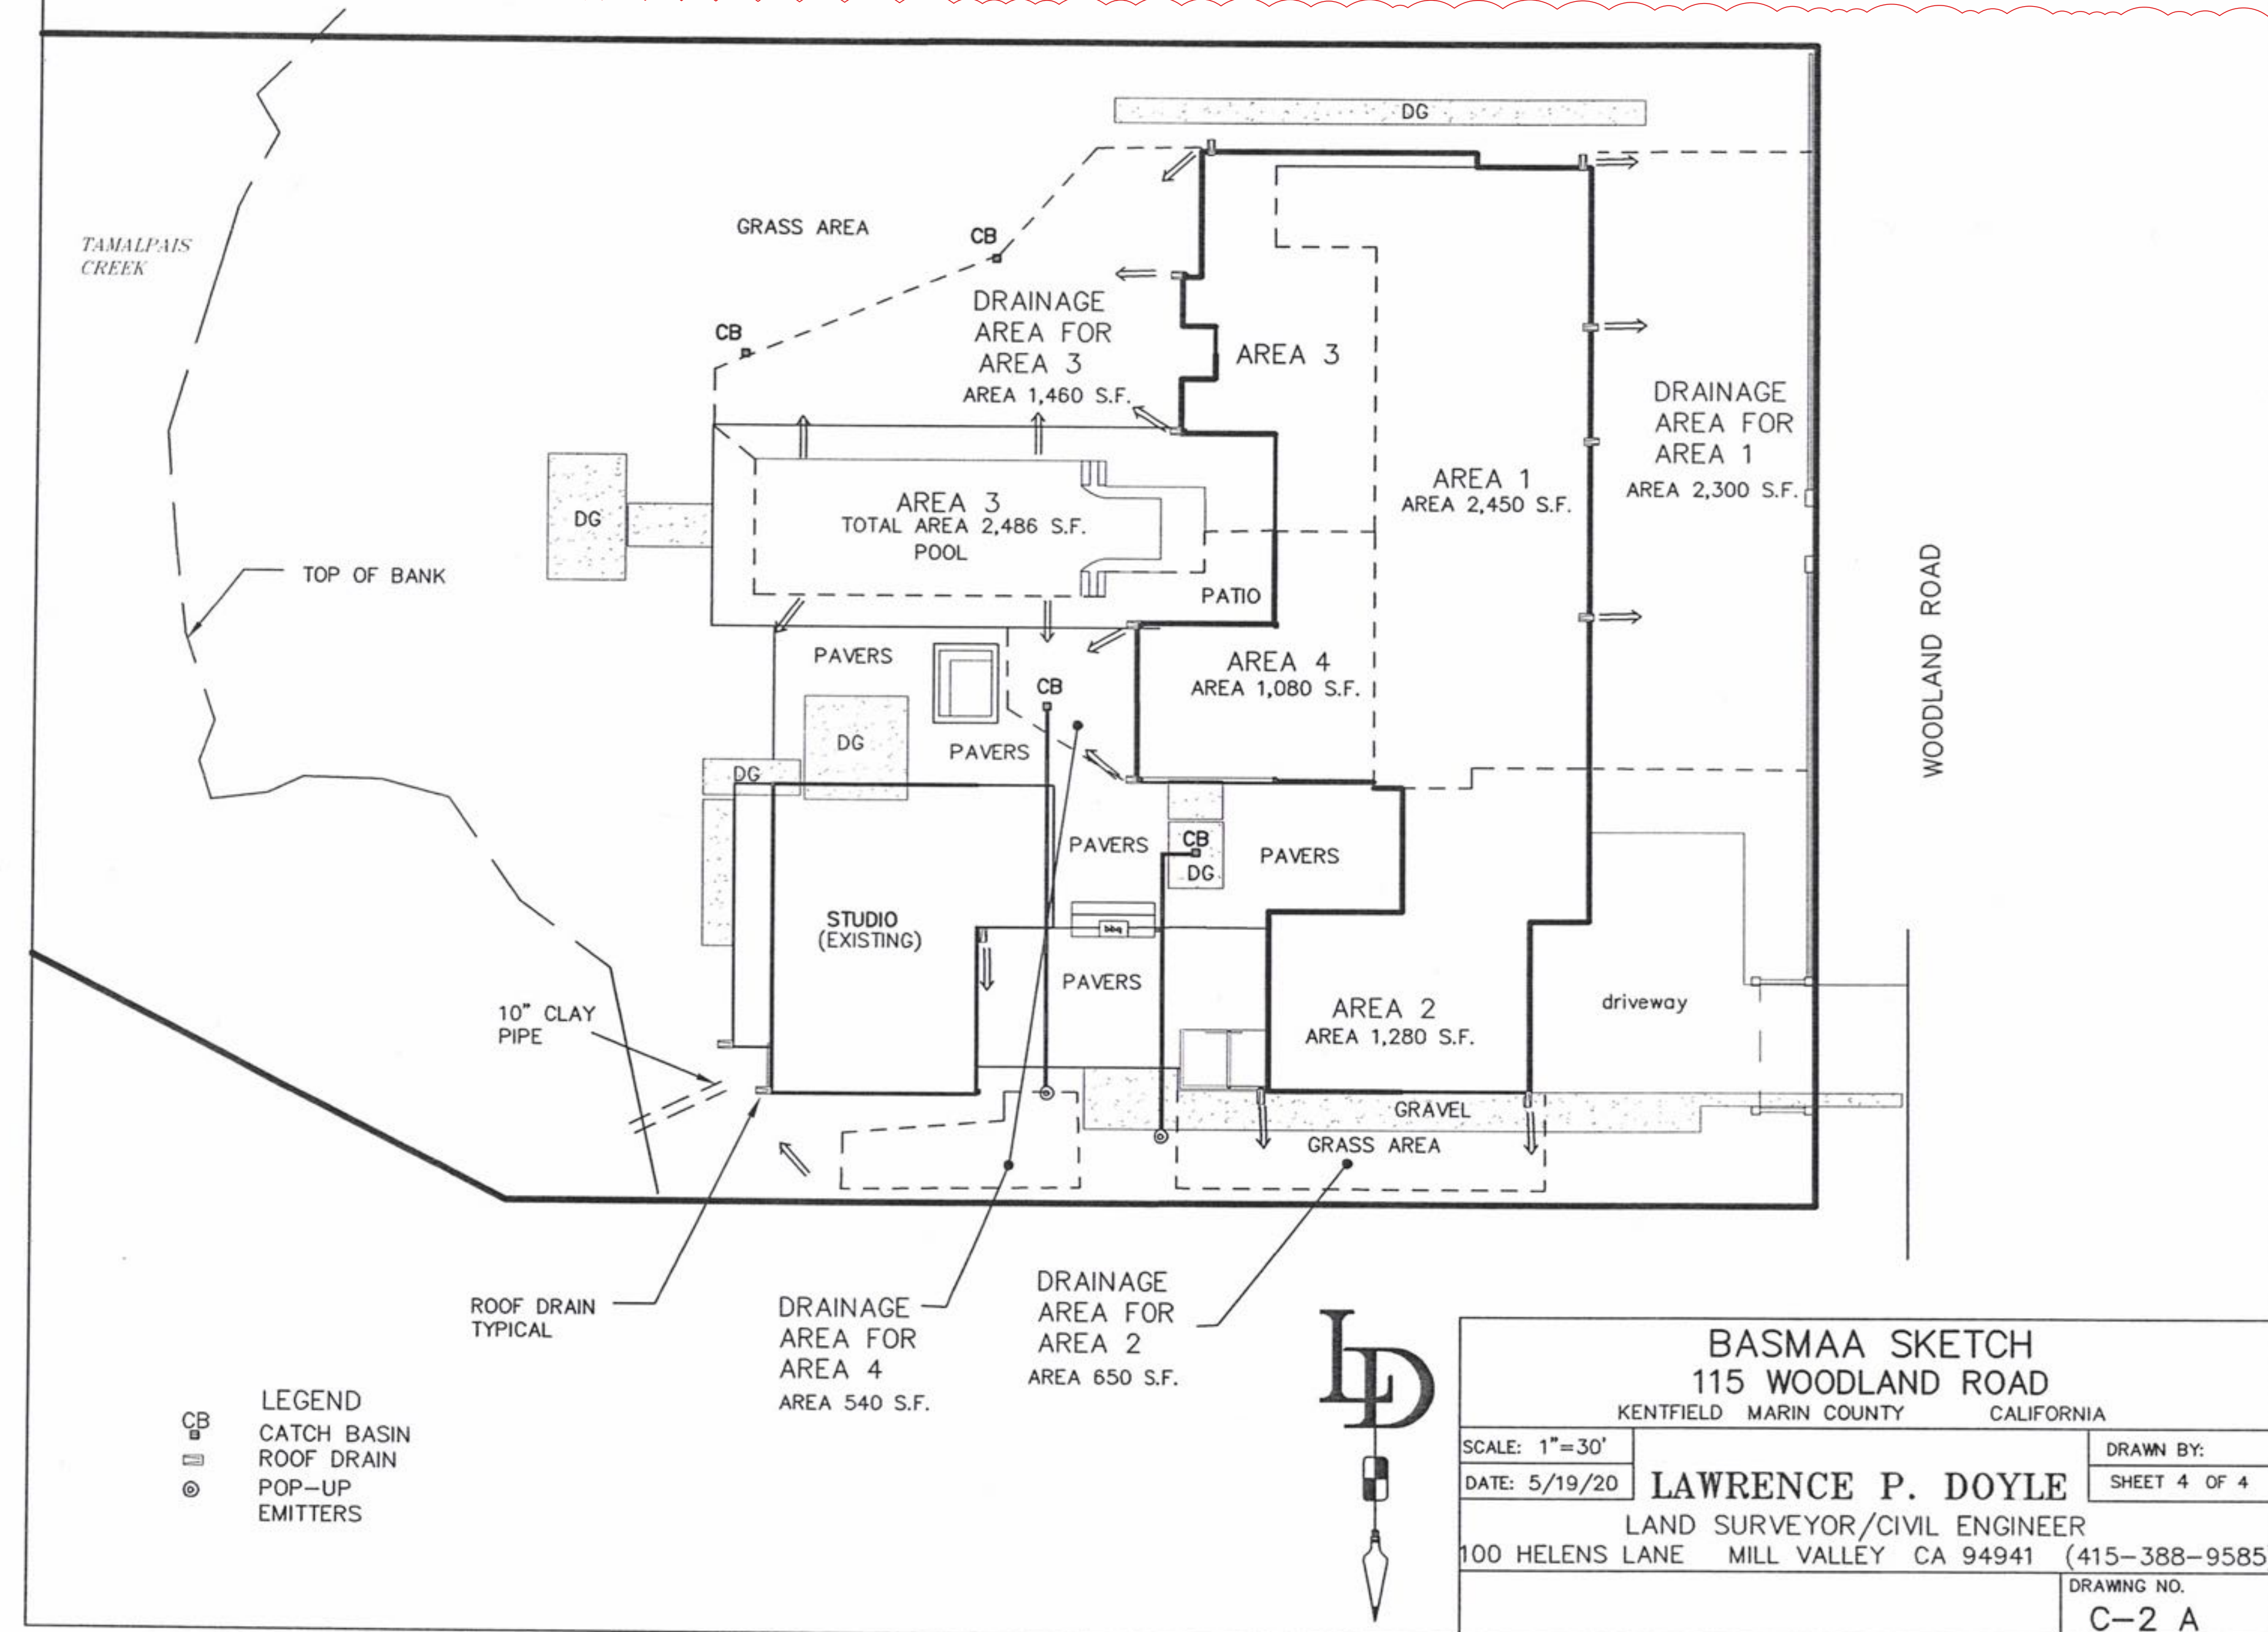 DG
TAMALPAIS
CREEK
GRASS AREA
CB
CB
DRAINAGE
AREA FOR
AREA 3
AREA 1,460 S.F.
AREA 3
DRAINAGE
AREA FOR
AREA 1
AREA 2,300 S.F.
AREA 1
AREA 2,450 S.F.
AREA 3
TOTAL AREA 2,486 S.F.
POOL
DG
TOP OF BANK
PATIO
WOODLAND ROAD
PAVERS
AREA 4
AREA 1,080 S.F.
CB
DG
PAVERS
DG
PAVERS
CB
DG
PAVERS
STUDIO
(EXISTING)
bbq
PAVERS
10" CLAY
PIPE
AREA 2
AREA 1,280 S.F.
driveway
GRAVEL
GRASS AREA
ROOF DRAIN
TYPICAL
DRAINAGE
AREA FOR
AREA 4
AREA 540 S.F.
DRAINAGE
AREA FOR
AREA 2
AREA 650 S.F.
LEGEND
CB
CATCH BASIN
ROOF DRAIN
POP-UP
EMITTERS
LD
BASMAA SKETCH
115 WOODLAND ROAD
KENTFIELD MARIN COUNTY CALIFORNIA
SCALE: 1"=30'
DATE: 5/19/20
LAWRENCE P. DOYLE
DRAWN BY:
SHEET 4 OF 4
LAND SURVEYOR/CIVIL ENGINEER
100 HELENS LANE MILL VALLEY CA 94941 (415-388-9585
DRAWING NO.
C-2 A